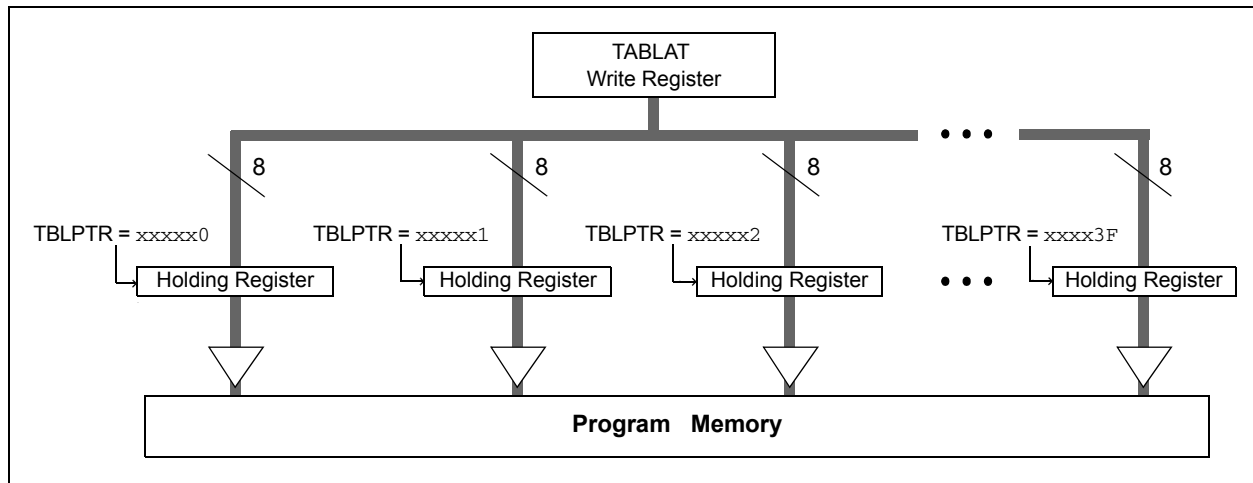 TABLAT
Write Register
8
8
8
8
TBLPTR = xxxxx0
TBLPTR = xxxxx1
TBLPTR = xxxxx2
TBLPTR = xxxx3F
Holding Register
Holding Register
Holding Register
Holding Register
Program Memory